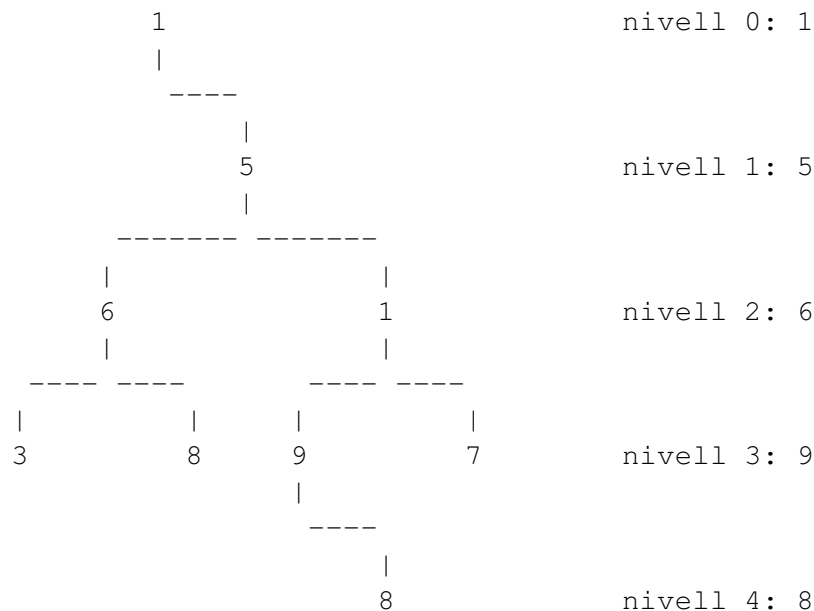 1 nivell 0: 1
|
----
|
5 nivell 1: 5
|
------- -------
| |
6 1 nivell 2: 6
| |
---- ---- ---- ----
| | | |
3 8 9 7 nivell 3: 9
|
----
|
8 nivell 4: 8